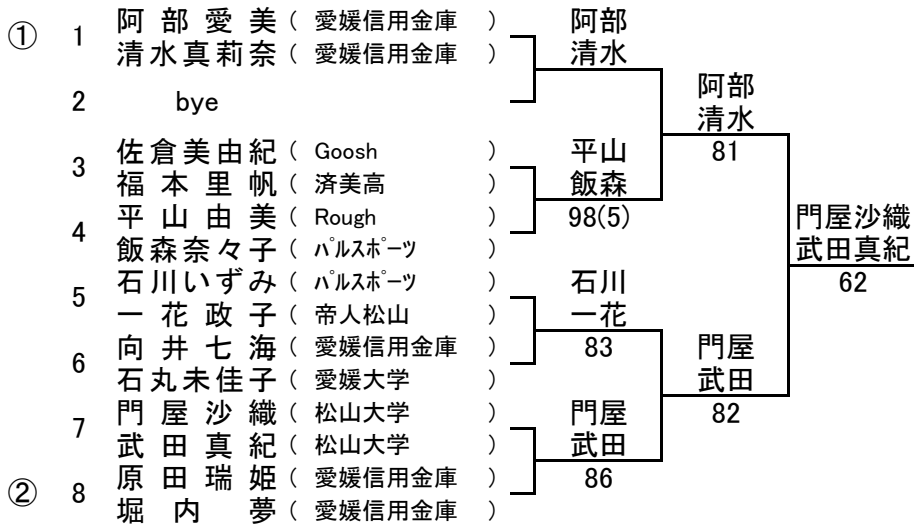 ① 1 阿部愛美（ 愛媛信用金庫 ）
清水真莉奈（ 愛媛信用金庫 ）
2 bye
3 佐倉美由紀（ Goosh ）
福本里帆（ 済美高 ）
4 平山由美（ Rough ）
飯森奈々子（ ﾊﾟﾙｽﾎﾟｰﾂ ）
5 石川いずみ（ ﾊﾟﾙｽﾎﾟｰﾂ ）
一花政子（ 帝人松山 ）
6 向井七海（ 愛媛信用金庫 ）
石丸未佳子（ 愛媛大学 ）
7 門屋沙織（ 松山大学 ）
武田真紀（ 松山大学 ）
② 8 原田瑞姫（ 愛媛信用金庫 ）
堀内夢（ 愛媛信用金庫 ）
阿部
清水
平山
飯森
98(5)
石川
一花
83
門屋
武田
86
阿部
清水
81
門屋
武田
82
門屋沙織
武田真紀
62